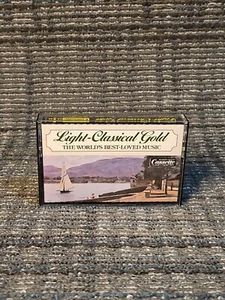 Light-Classical Gold
THE WORLD'S BEST-LOVED MUSIC
Cassette